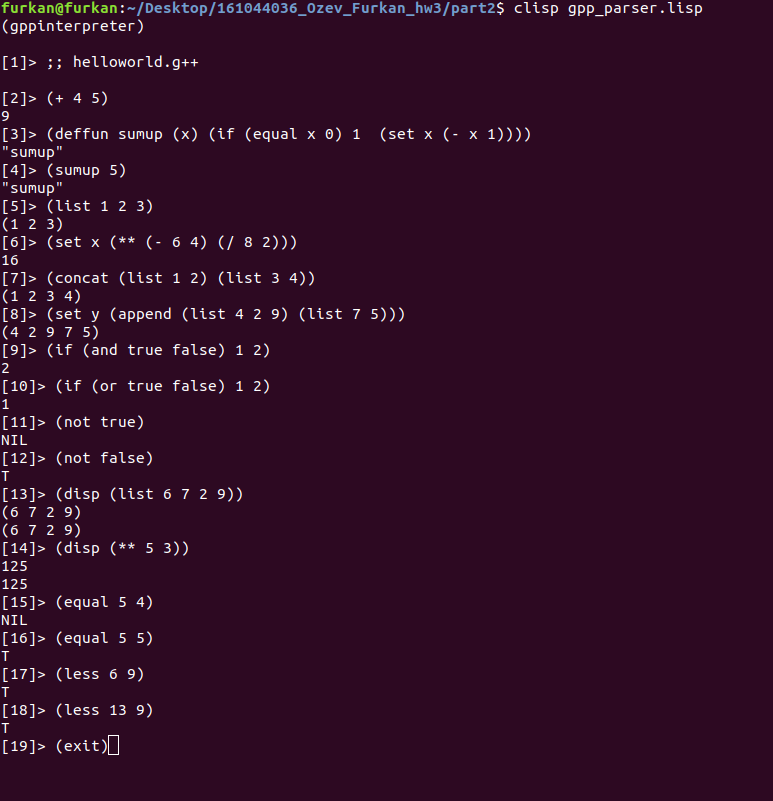 furkan@furkan:~/Desktop/161044036_Ozev_Furkan_hw3/part2$ clisp gpp_parser.lisp
(gppinterpreter)
[1]> ;; helloworld.g++
[2]> (+ 4 5)
9
[3]> (deffun sumup (x) (if (equal x 0) 1  (set x (- x 1))))
"sumup"
[4]> (sumup 5)
"sumup"
[5]> (list 1 2 3)
(1 2 3)
[6]> (set x (** (- 6 4) (/ 8 2)))
16
[7]> (concat (list 1 2) (list 3 4))
(1 2 3 4)
[8]> (set y (append (list 4 2 9) (list 7 5)))
(4 2 9 7 5)
[9]> (if (and true false) 1 2)
2
[10]> (if (or true false) 1 2)
1
[11]> (not true)
NIL
[12]> (not false)
T
[13]> (disp (list 6 7 2 9))
(6 7 2 9)
(6 7 2 9)
[14]> (disp (** 5 3))
125
125
[15]> (equal 5 4)
NIL
[16]> (equal 5 5)
T
[17]> (less 6 9)
T
[18]> (less 13 9)
T
[19]> (exit)